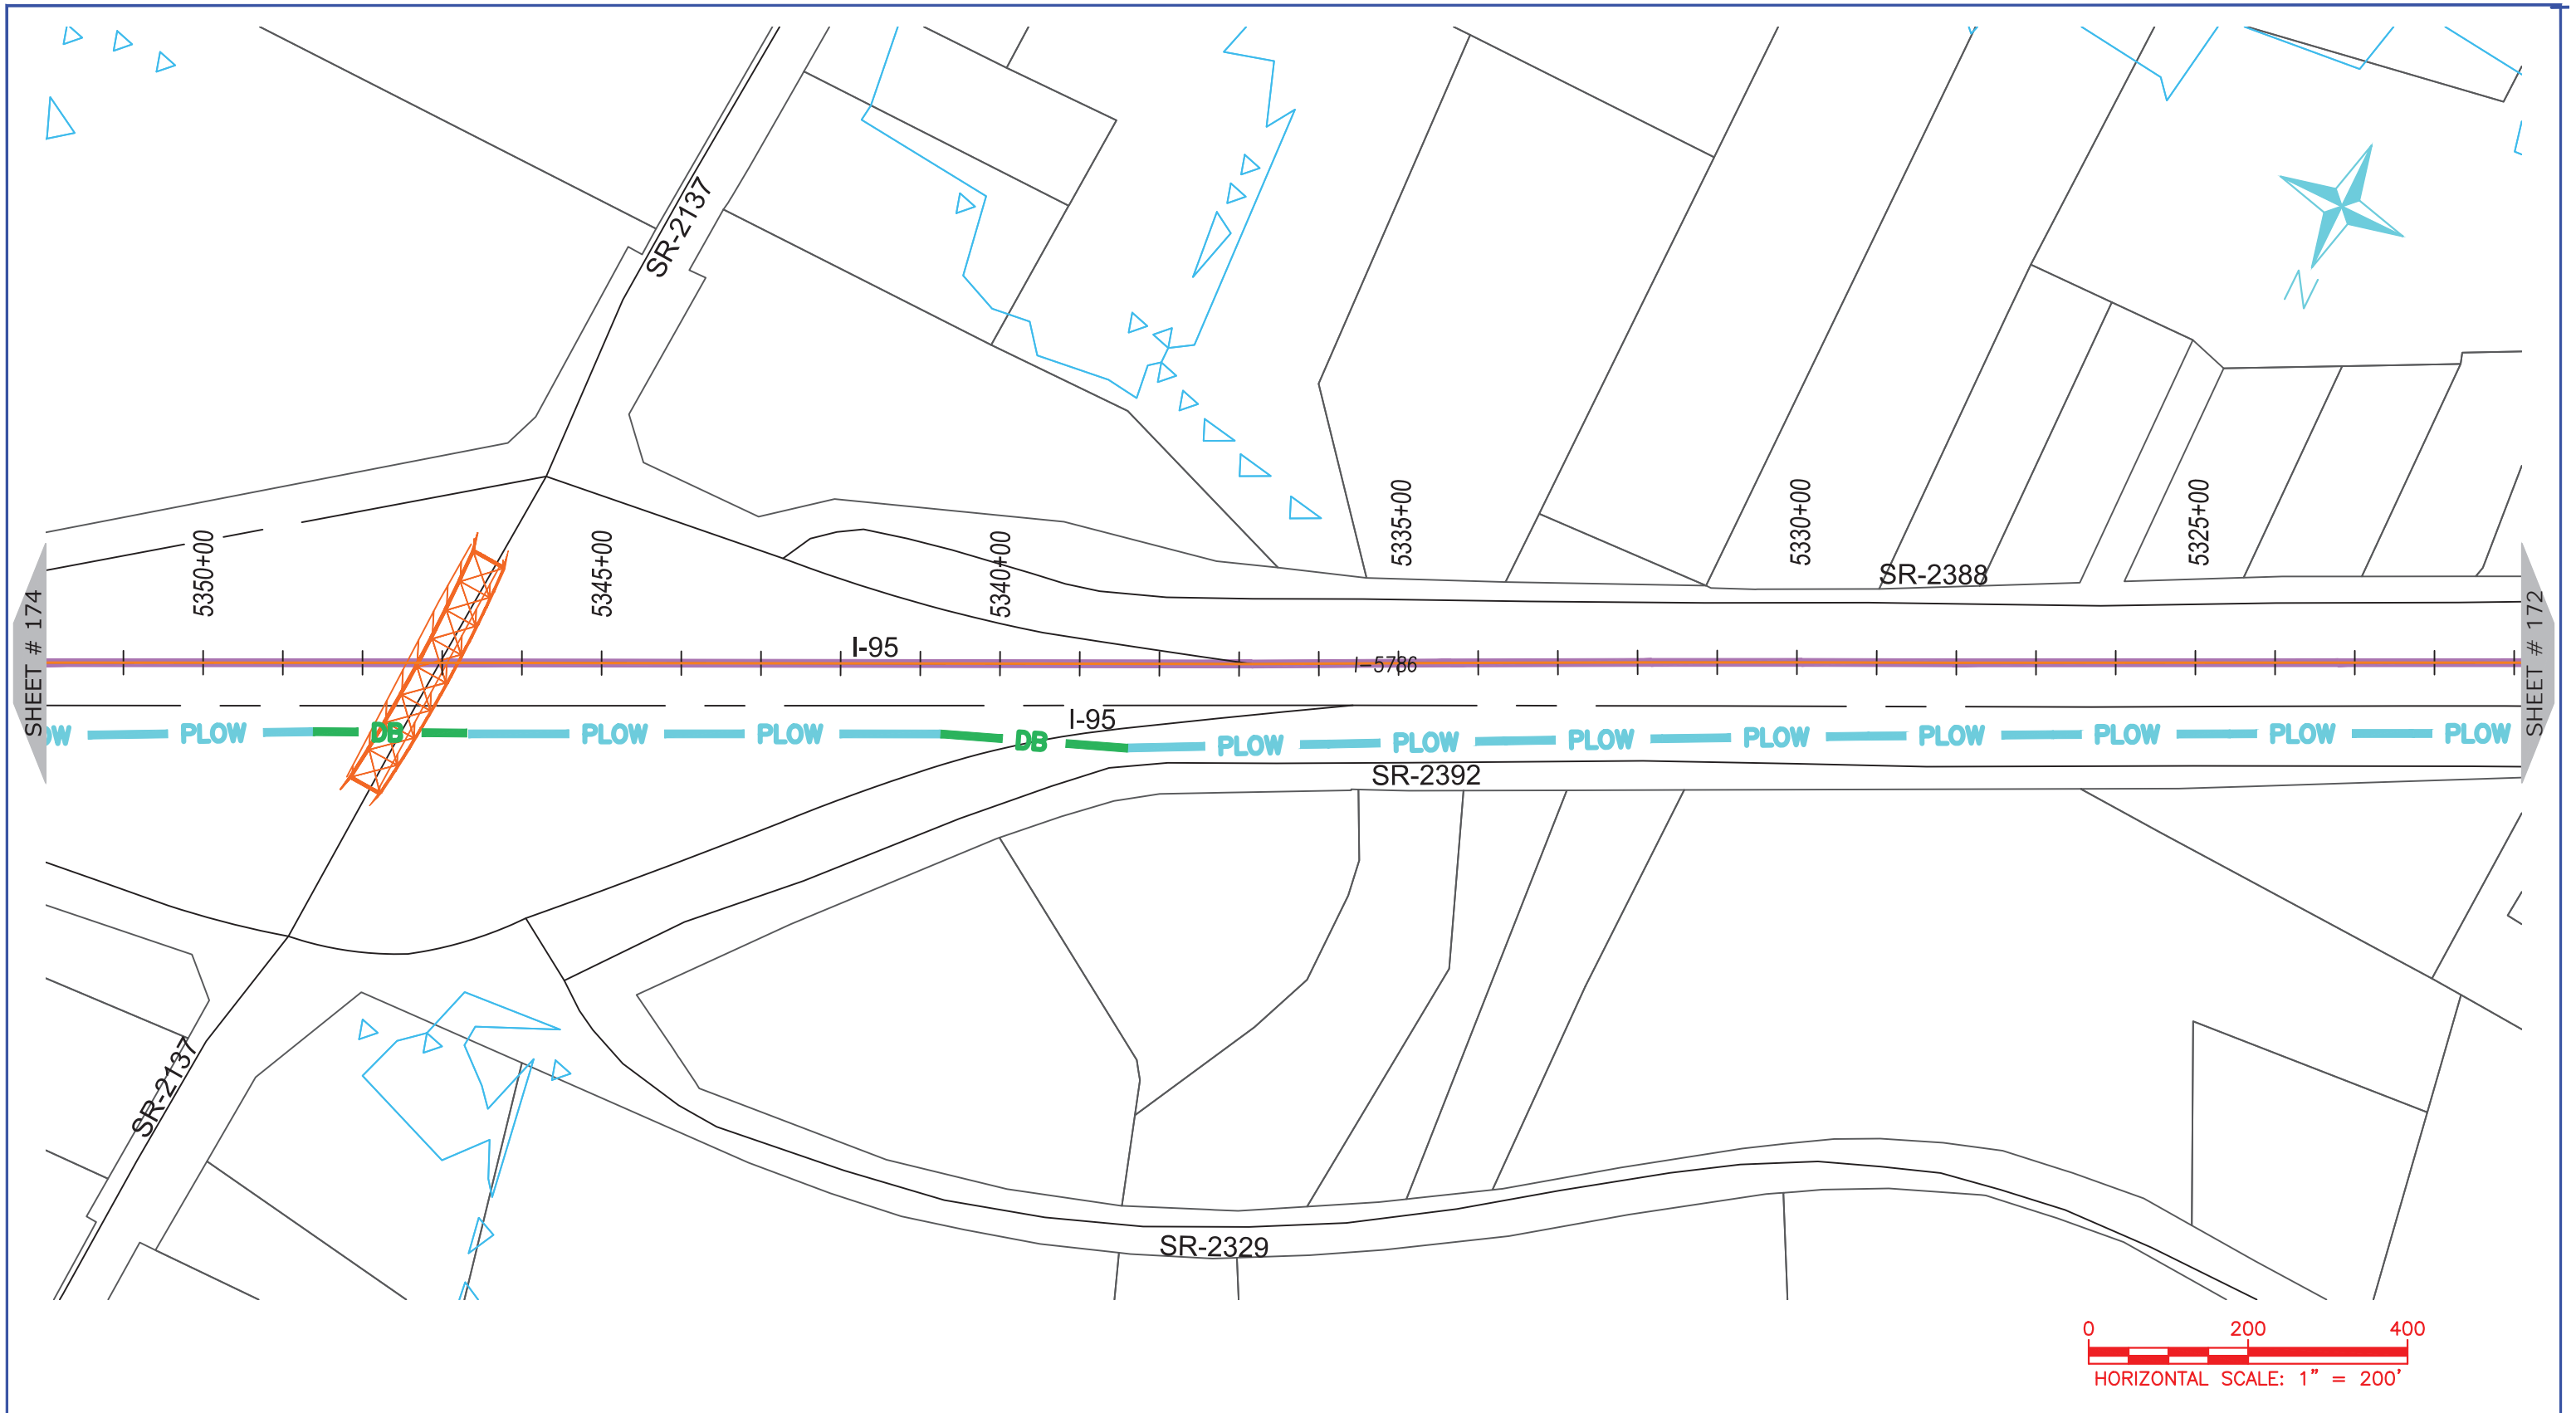 SR-2137
N
5335+00
5330+00
5325+00
5350+00
5345+00
5340+00
SR-2388
SHEET # 174
I-95
I-5786
SHEET # 172
I-95
OW PLOW DB PLOW PLOW DB PLOW PLOW PLOW PLOW PLOW PLOW PLOW PLOW
SR-2392
SR-2137
SR-2329
0 200 400
HORIZONTAL SCALE: 1” = 200’